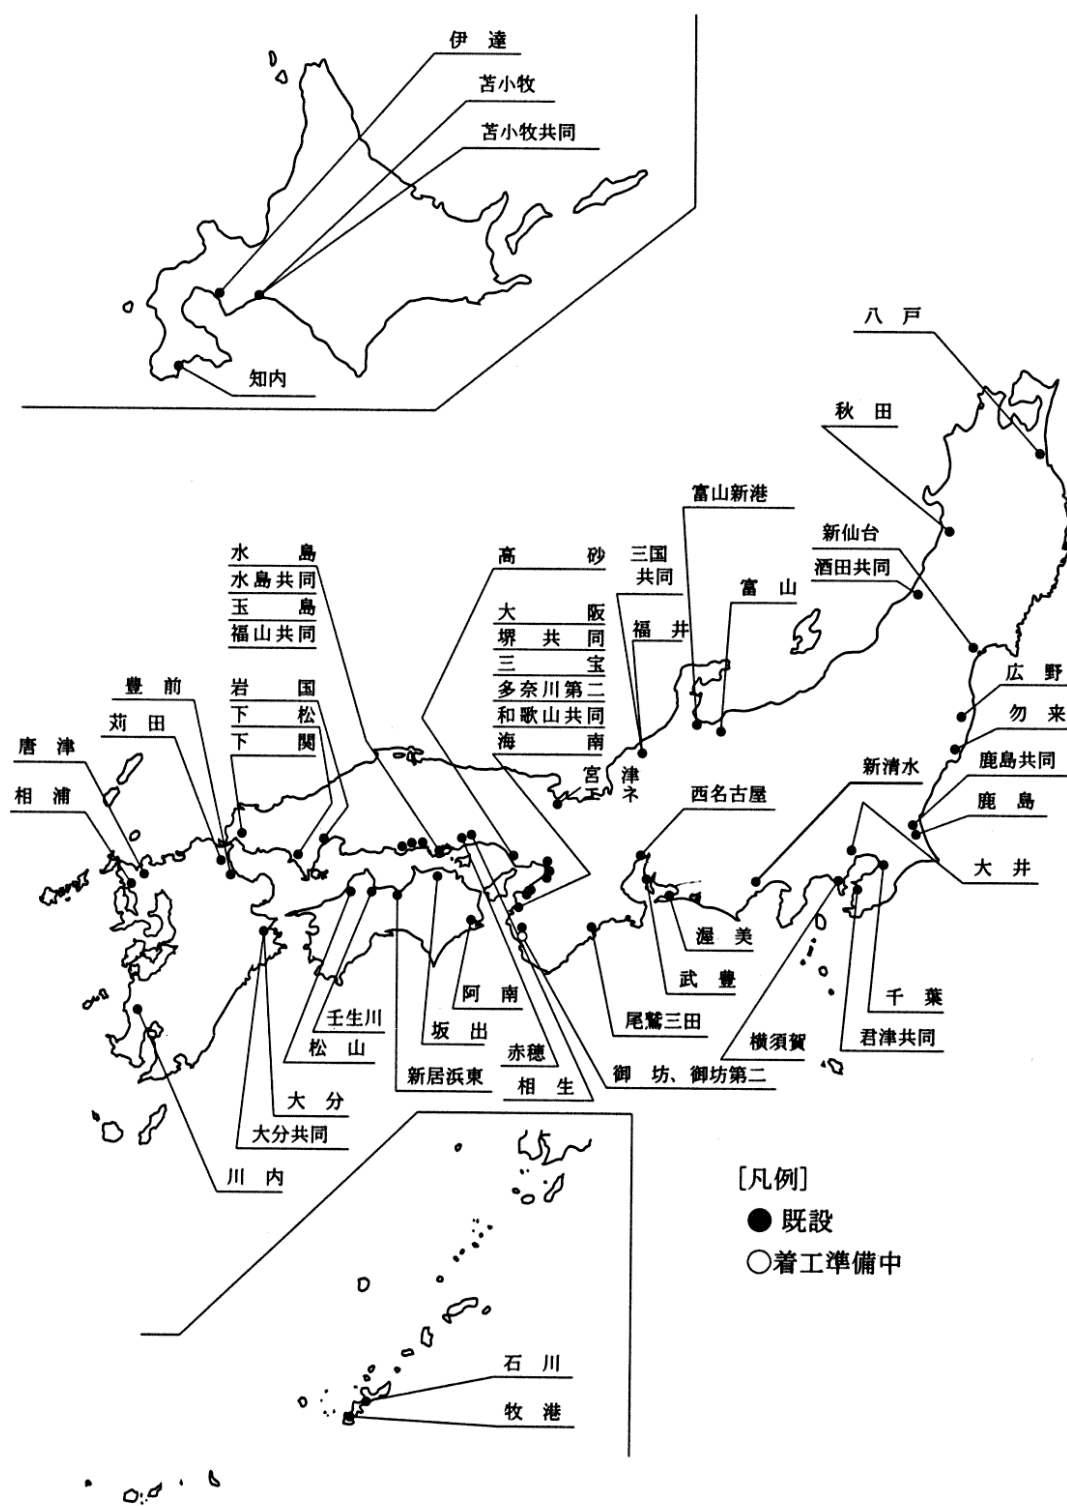 伊達
苫小牧
苫小牧共同
知内
八戸
秋田
富山新港
新仙台
酒田共同
水島
水島共同
玉島
福山共同
高砂
三国
共同
富山
大阪
堺共同
三宝
多奈川第二
和歌山共同
海南
福井
広野
勿来
鹿島共同
鹿島
大井
豊前
苅田
唐津
相浦
岩国
下松
下関
宮津
エネ
西名古屋
新清水
渥美
武豊
尾鷲三田
横須賀
千葉
君津共同
阿南
坂出
壬生川
松山
新居浜東
赤穂
相生
御坊、御坊第二
大分
大分共同
川内
[凡例]
●既設
○着工準備中
石川
牧港